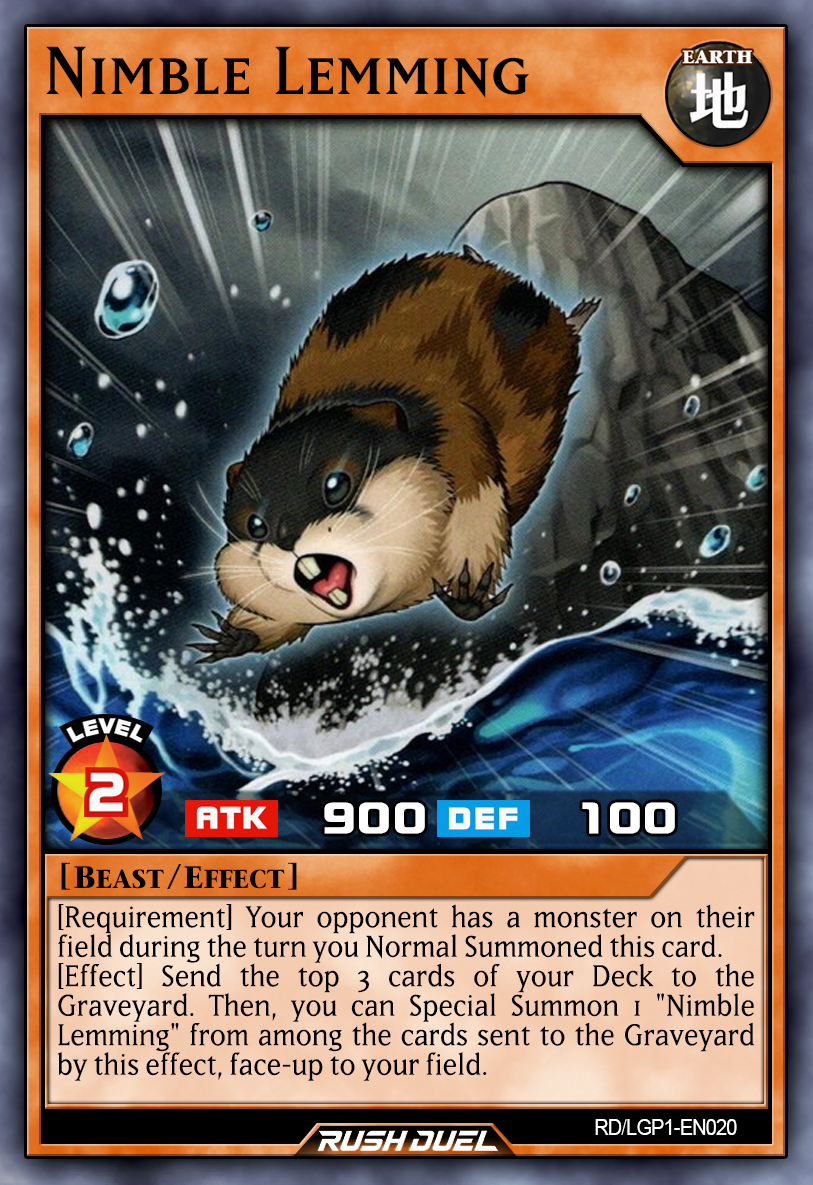 Nimble Lemming
EARTH
地
LEVEL
2
ATK 900 DEF 100
[Beast/Effect]
[Requirement] Your opponent has a monster on their
field during the turn you Normal Summoned this card.
[Effect] Send the top 3 cards of your Deck to the
Graveyard. Then, you can Special Summon 1 "Nimble
Lemming" from among the cards sent to the Graveyard
by this effect, face-up to your field.
RUSH DUEL
RD/LGP1-EN020